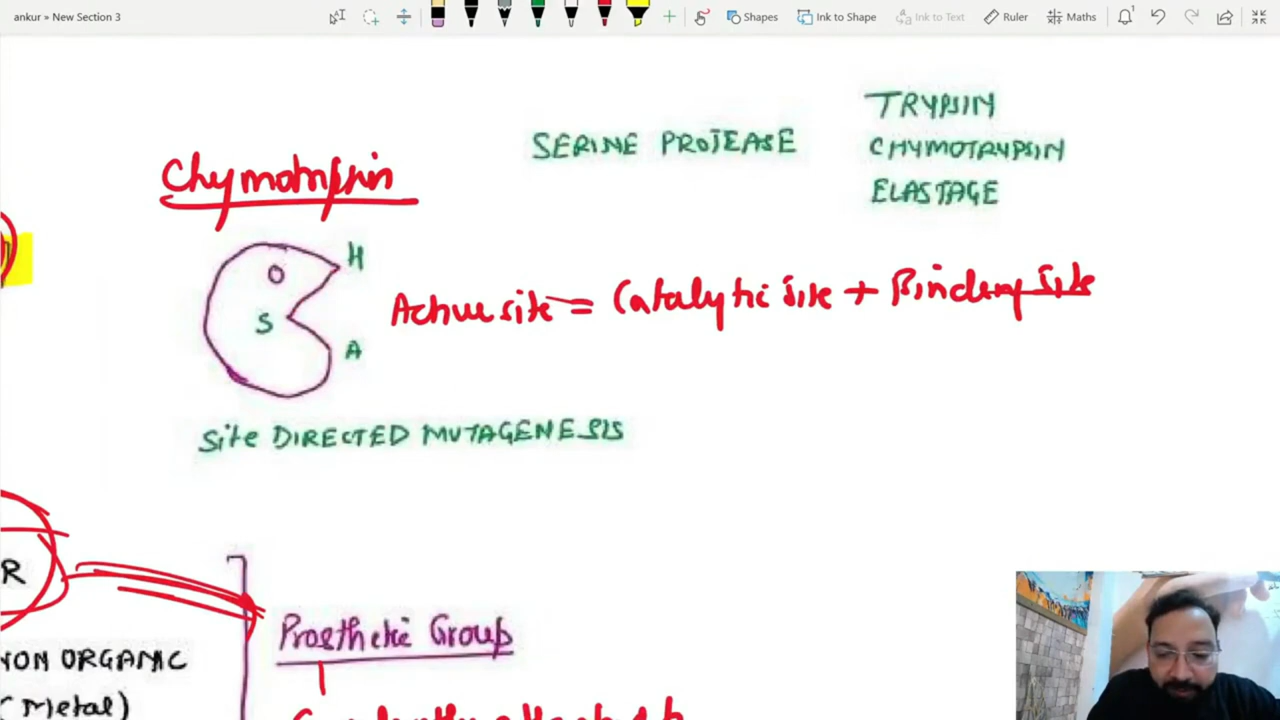 ankur » New Section 3
Shapes
Ink to Shape
Ink to Text
Ruler
Maths
TRYPSIN
SERINE PROTEASE
CHYMOTRYPSIN
ELASTAGE
Chymotrypsin
H
S
A
Active site = Catalytic site + Binding site
Site DIRECTED MUTAGENESIS
R
Prosthetic Group
NON ORGANIC
(Metal)